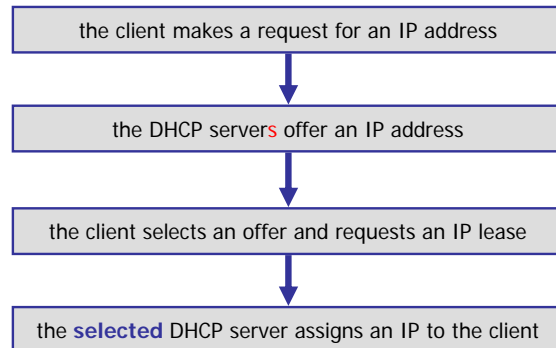 the client makes a request for an IP address
the DHCP servers offer an IP address
the client selects an offer and requests an IP lease
the selected DHCP server assigns an IP to the client